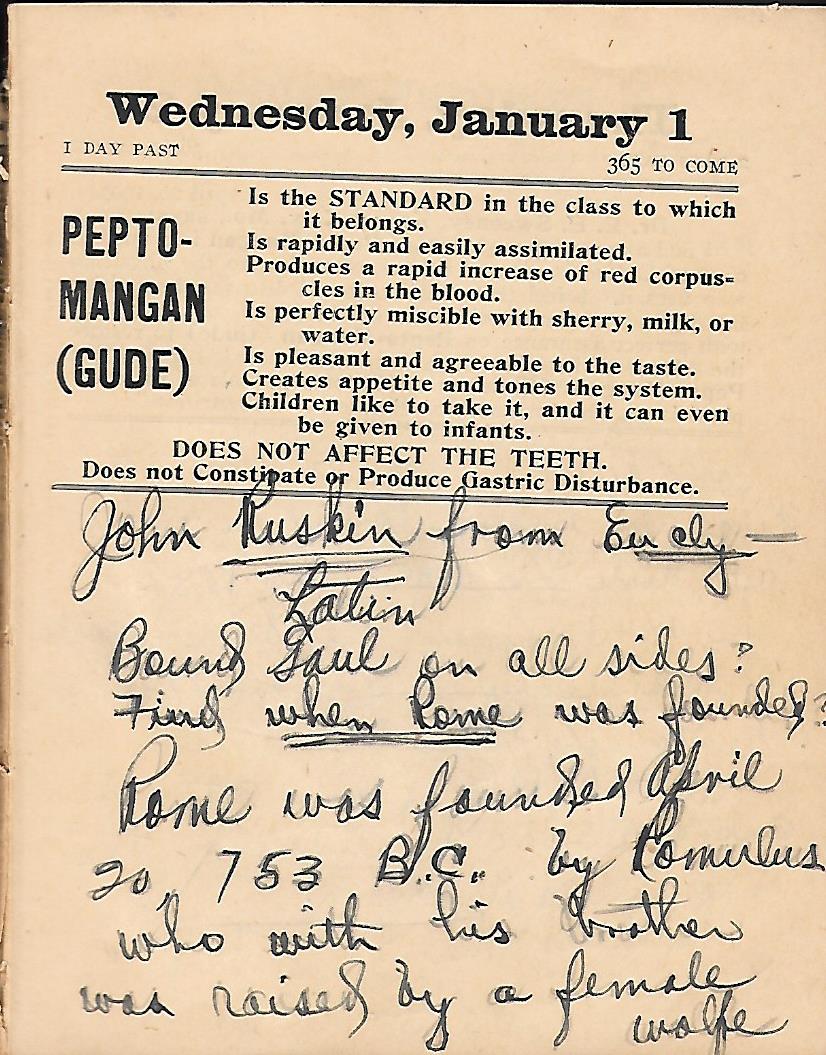 Wednesday, January 1
1 DAY PAST
365 TO COME
PEPTO-
MANGAN
(GUDE)
Is the STANDARD in the class to which
it belongs.
Is rapidly and easily assimilated.
Produces a rapid increase of red corpus=
cles in the blood.
Is perfectly miscible with sherry, milk, or
water.
Is pleasant and agreeable to the taste.
Creates appetite and tones the system.
Children like to take it, and it can even
be given to infants.
DOES NOT AFFECT THE TEETH.
Does not Constipate or Produce Gastric Disturbance.
John Ruskin from Ency—
Latin
Bound Gaul on all sides?
Find when Rome was founded?
Rome was founded April
20, 753 B.C. by Romulus
who with his brother
was raised by a female
wolfe